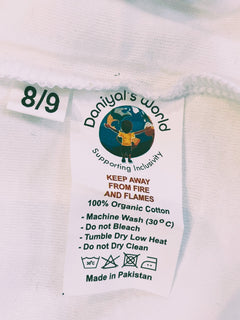 8/9
Daniyal's World
Supporting Inclusivity
KEEP AWAY
FROM FIRE
AND FLAMES
100% Organic Cotton
- Machine Wash (30°C)
- Do not Bleach
- Tumble Dry Low Heat
- Do not Dry Clean
Made in Pakistan